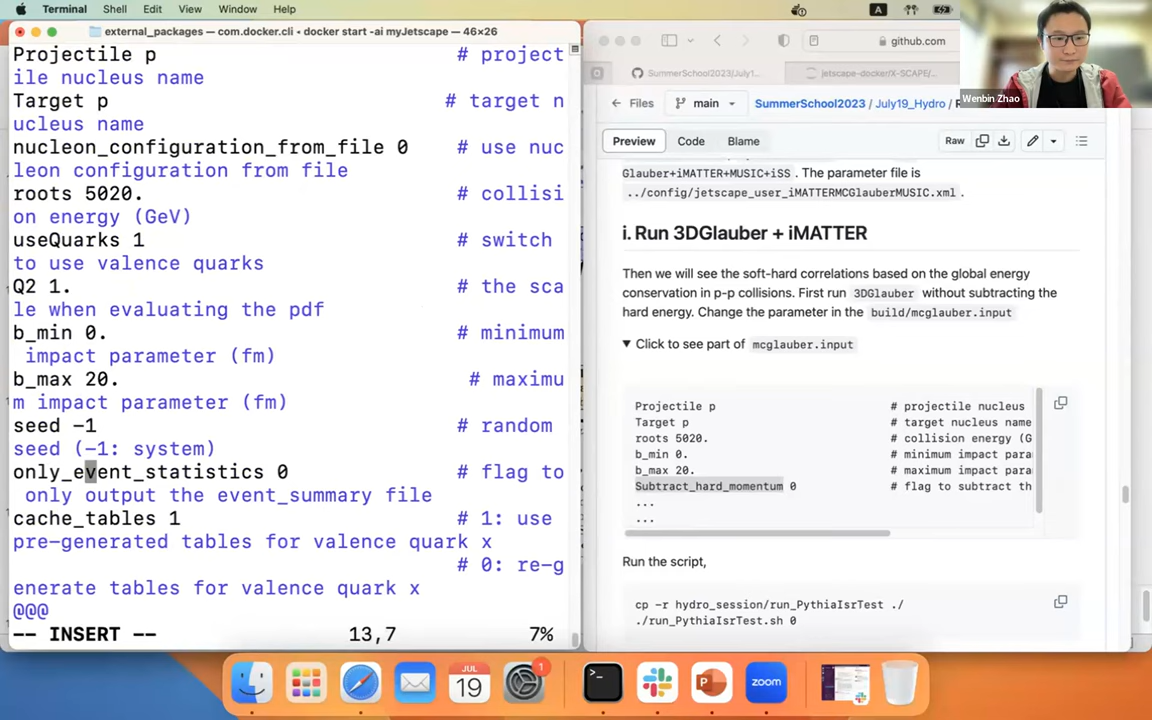 Terminal Shell Edit View Window Help
A
external_packages — com.docker.cli • docker start -ai myJetscape — 46×26
Projectile p # project
ile nucleus name
Target p # target n
ucleus name
nucleon_configuration_from_file 0 # use nuc
leon configuration from file
roots 5020. # collisi
on energy (GeV)
useQuarks 1 # switch
to use valence quarks
Q2 1. # the sca
le when evaluating the pdf
b_min 0. # minimum
impact parameter (fm)
b_max 20. # maximu
m impact parameter (fm)
seed -1 # random
seed (-1: system)
only_event_statistics 0 # flag to
only output the event_summary file
cache_tables 1 # 1: use
pre-generated tables for valence quark x
# 0: re-g
enerate tables for valence quark x
@@@
-- INSERT -- 13,7 7%
github.com
SummerSchool2023/July1...
jetscape-docker/X-SCAPE/...
Wenbin Zhao
Files main SummerSchool2023 / July19_Hydro /
Preview Code Blame Raw
Glauber+iMATTER+MUSIC+iSS . The parameter file is
../config/jetscape_user_iMATTERMCGlauberMUSIC.xml .
i. Run 3DGlauber + iMATTER
Then we will see the soft-hard correlations based on the global energy
conservation in p-p collisions. First run 3DGlauber without subtracting the
hard energy. Change the parameter in the build/mcglauber.input
Click to see part of mcglauber.input
Projectile p # projectile nucleus
Target p # target nucleus name
roots 5020. # collision energy (G
b_min 0. # minimum impact para
b_max 20. # maximum impact para
Subtract_hard_momentum 0 # flag to subtract th
...
...
Run the script,
cp -r hydro_session/run_PythiaIsrTest ./
./run_PythiaIsrTest.sh 0
JUL
19
1
zoom